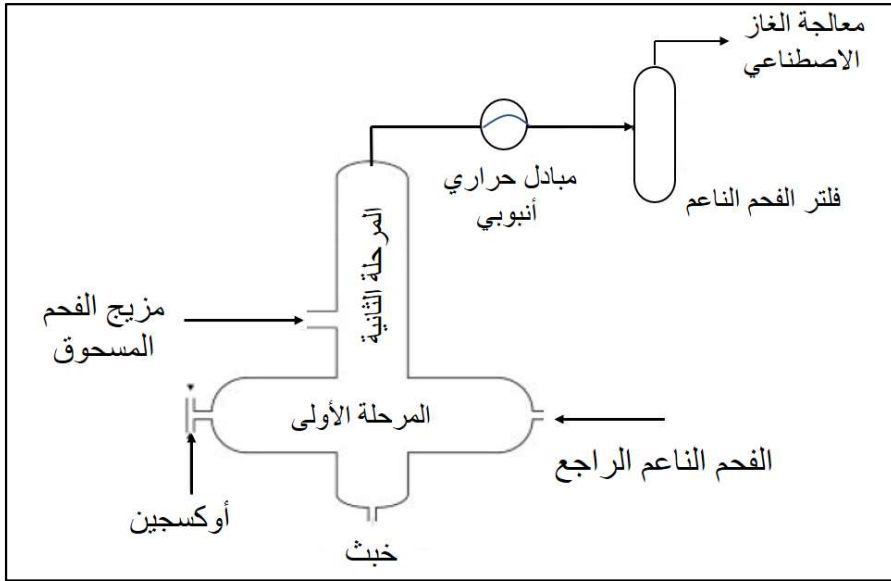 معالجة الغاز
الاصطناعي
مبادل حراري
أنبوبي
فلتر الفحم الناعم
المرحلة الثانية
مزيج الفحم
المسحوق
المرحلة الأولى
الفحم الناعم الراجع
أوكسجين
خبث